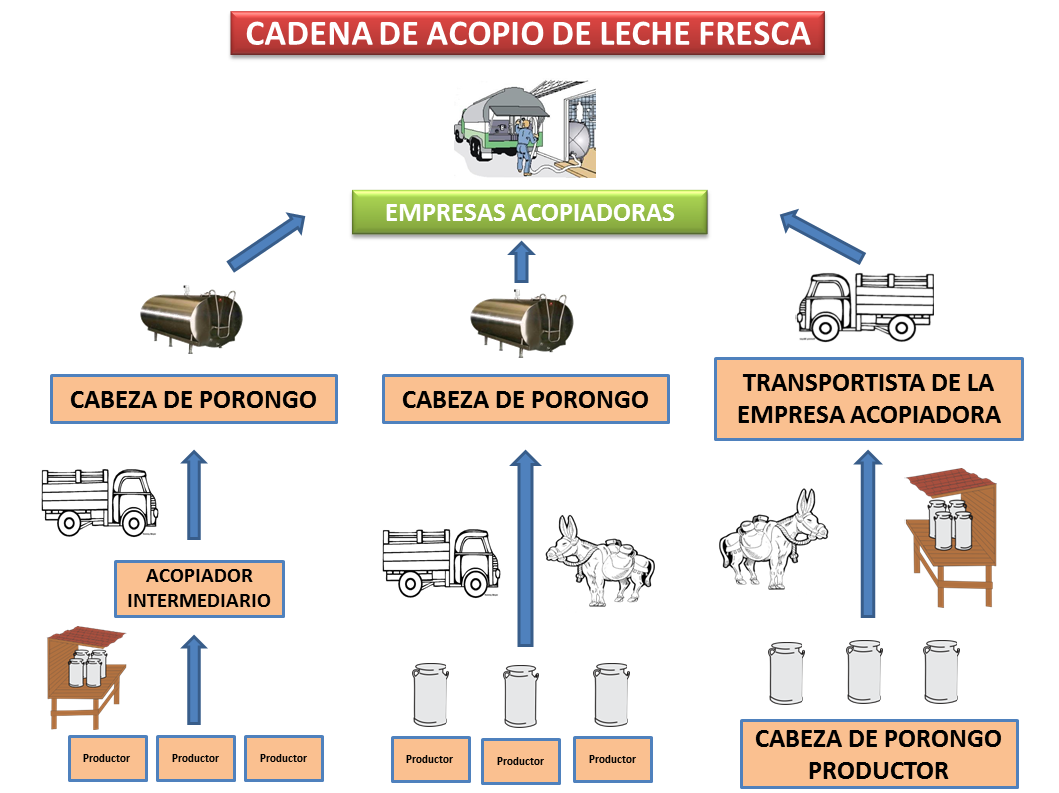 CADENA DE ACOPIO DE LECHE FRESCA
EMPRESAS ACOPIADORAS
CABEZA DE PORONGO
CABEZA DE PORONGO
TRANSPORTISTA DE LA
EMPRESA ACOPIADORA
ACOPIADOR
INTERMEDIARIO
Productor
Productor
Productor
Productor
Productor
Productor
CABEZA DE PORONGO
PRODUCTOR